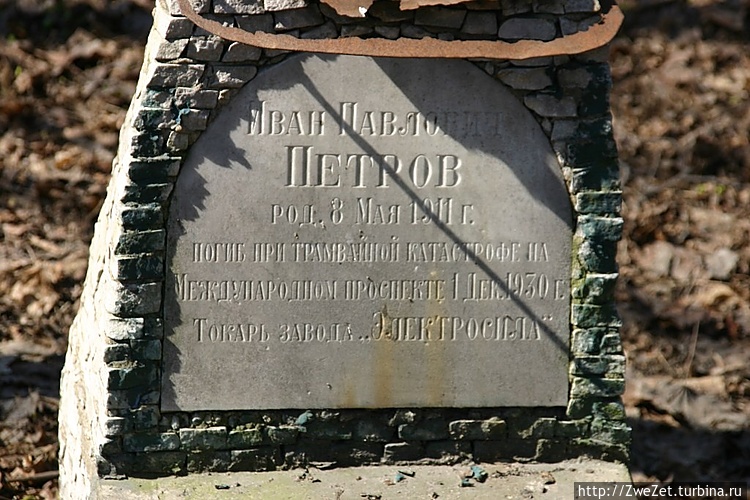 Иван Павлович
Петров
род. 8 Мая 1911 г.
погиб при трамвайной катастрофе на
Международном проспекте 1 Дек. 1930 г
Токарь завода „Электросила"
http://ZweZet.turbina.ru/